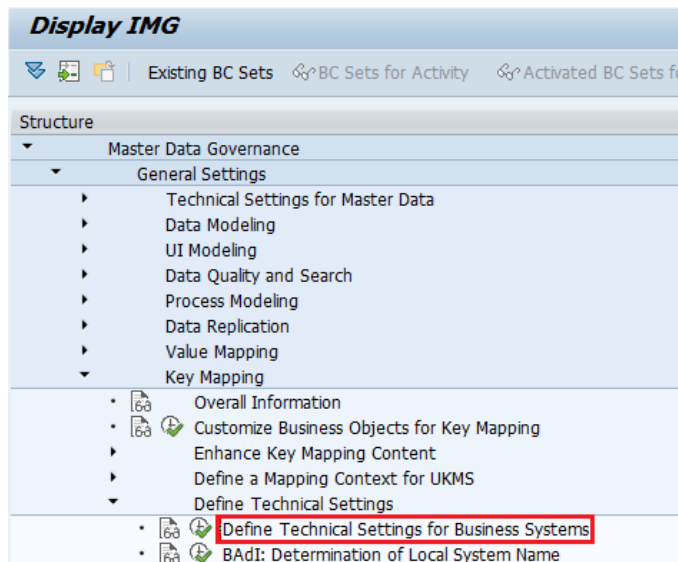 Display IMG
Existing BC Sets BC Sets for Activity Activated BC Sets f
Structure
Master Data Governance
General Settings
Technical Settings for Master Data
Data Modeling
UI Modeling
Data Quality and Search
Process Modeling
Data Replication
Value Mapping
Key Mapping
Overall Information
Customize Business Objects for Key Mapping
Enhance Key Mapping Content
Define a Mapping Context for UKMS
Define Technical Settings
Define Technical Settings for Business Systems
BAdI: Determination of Local System Name